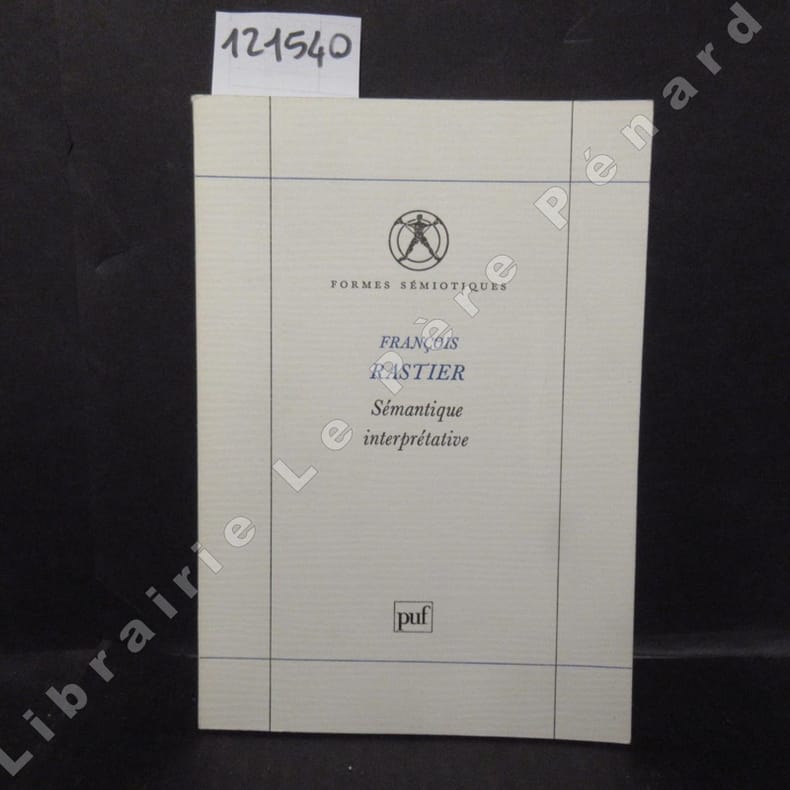 121540
FORMES SÉMIOTIQUES
FRANÇOIS
RASTIER
Sémantique
interprétative
puf
Librairie Le Père Pénard